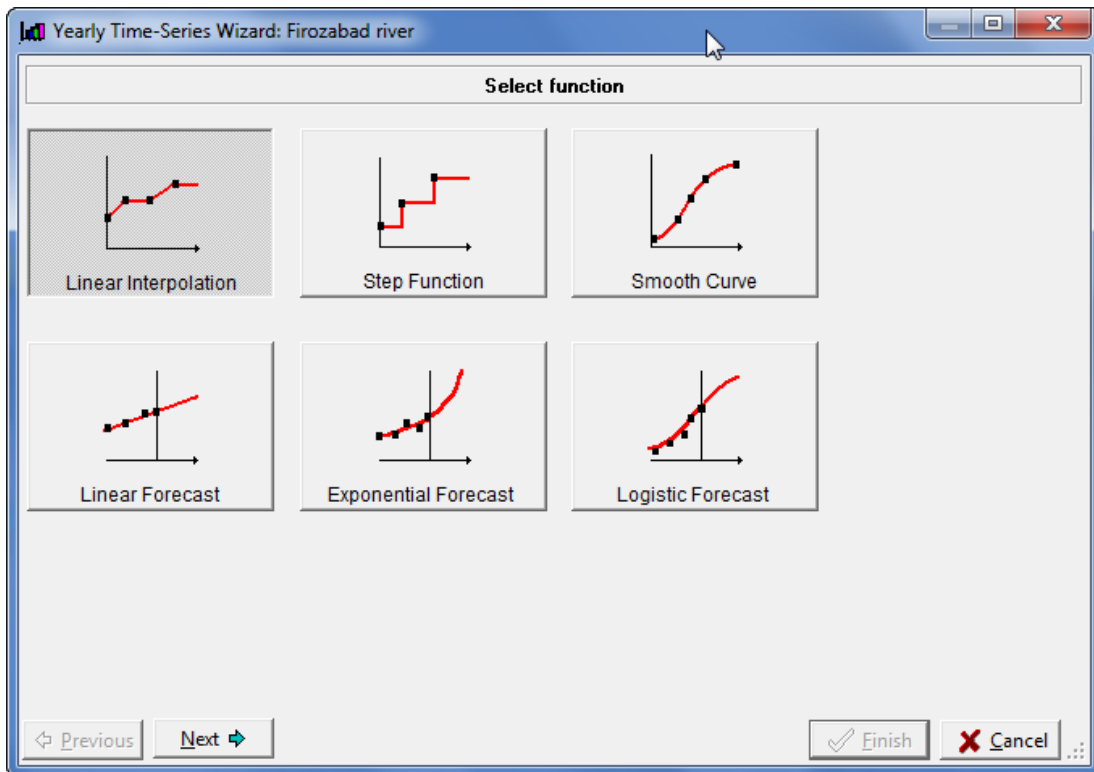 Yearly Time-Series Wizard: Firozabad river
Select function
Linear Interpolation
Step Function
Smooth Curve
Linear Forecast
Exponential Forecast
Logistic Forecast
Previous
Next
Finish
Cancel